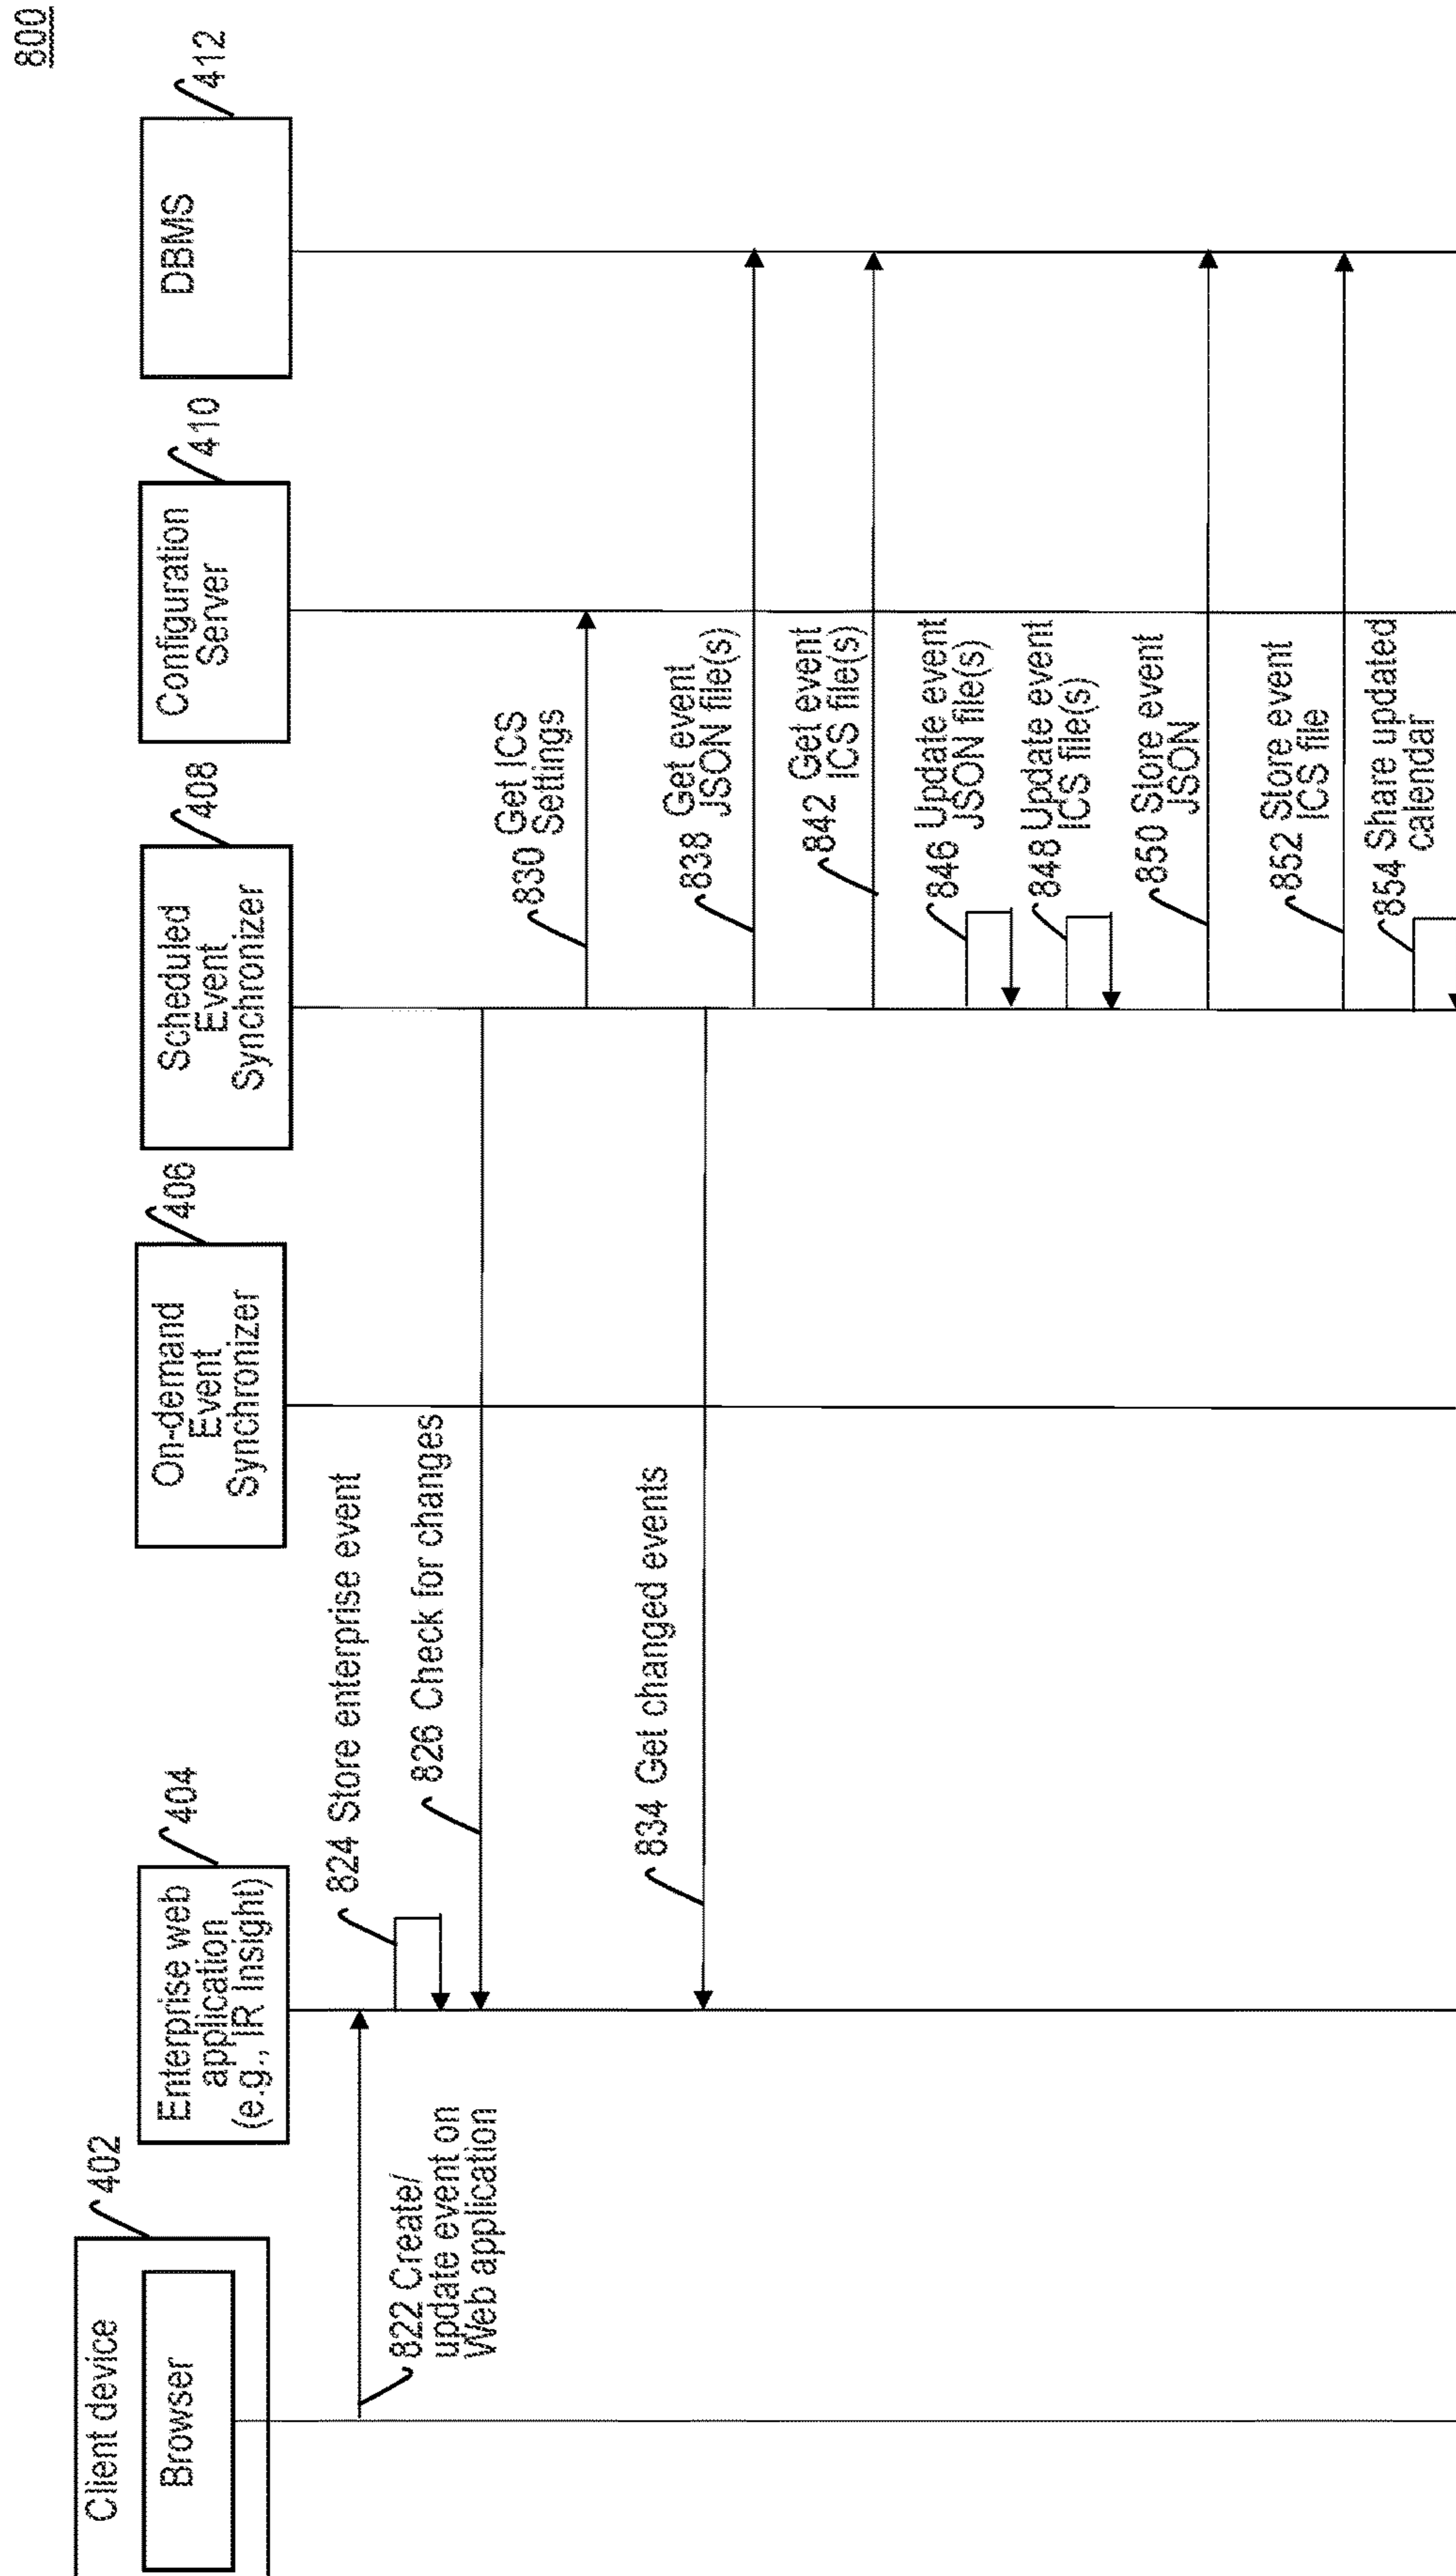 800
Client device
Browser
402
Enterprise web
application
(e.g., IR Insight)
404
On-demand
Event
Synchronizer
406
Scheduled
Event
Synchronizer
408
Configuration
Server
410
DBMS
412
822 Create/
update event on
Web application
824 Store enterprise event
826 Check for changes
830 Get ICS
Settings
834 Get changed events
838 Get event
JSON file(s)
842 Get event
ICS file(s)
846 Update event
JSON file(s)
848 Update event
ICS file(s)
850 Store event
JSON
852 Store event
ICS file
854 Share updated
calendar